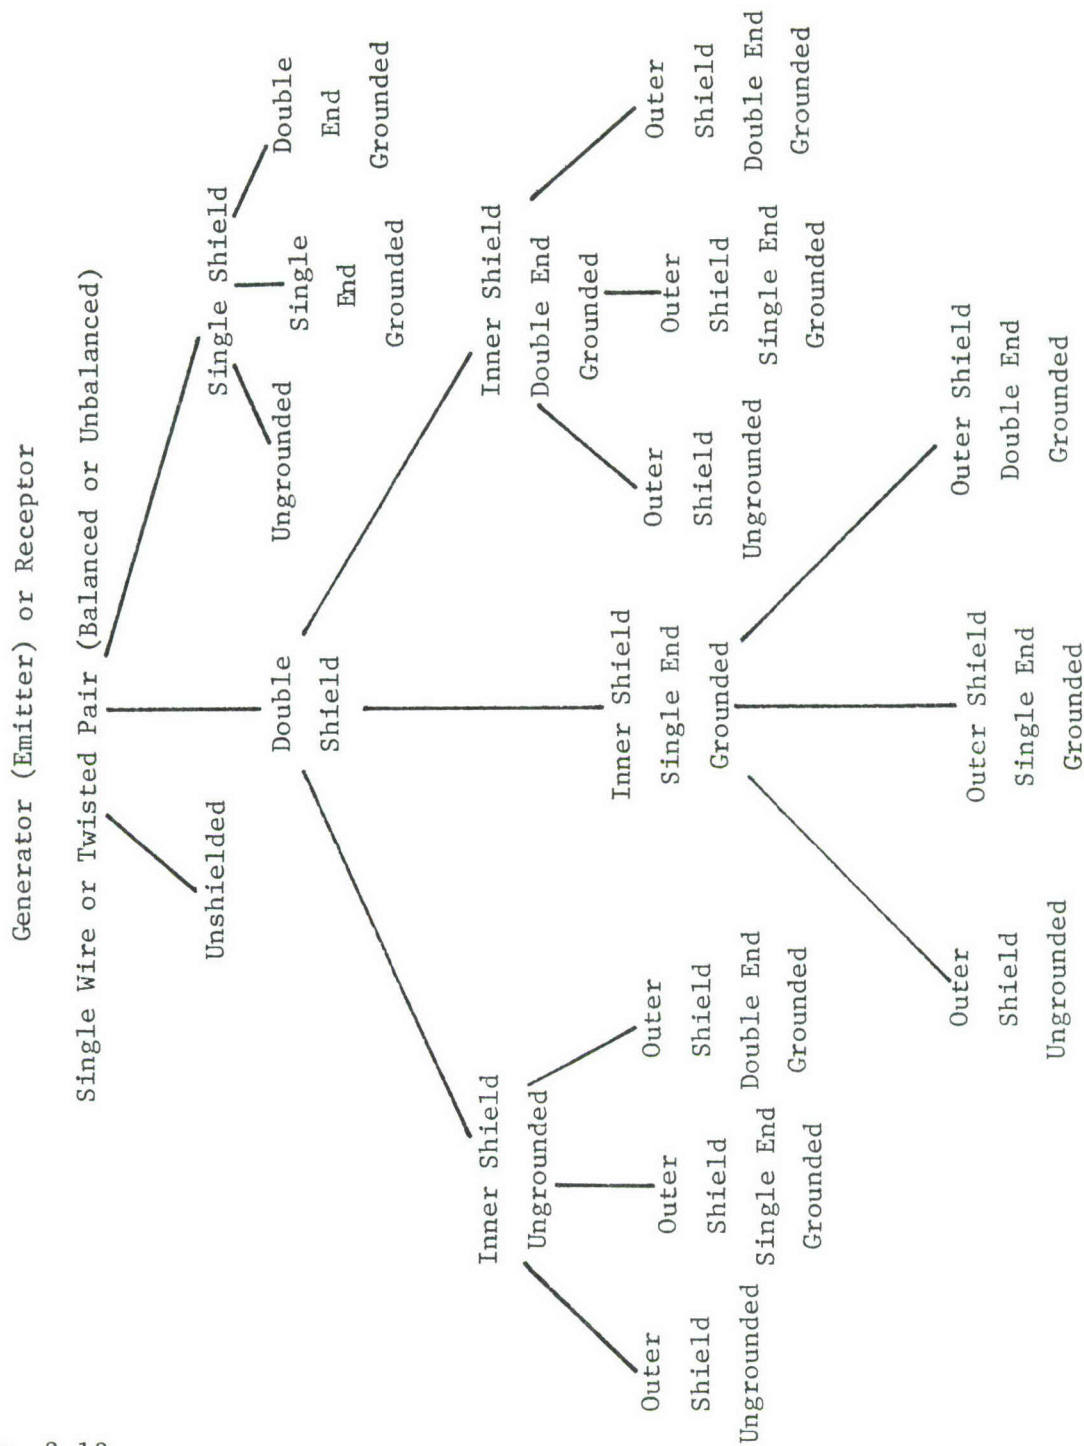 Generator (Emitter) or Receptor
Single Wire or Twisted Pair (Balanced or Unbalanced)
Unshielded
Double
Shield
Single Shield
Ungrounded
Single
End
Grounded
Double
End
Grounded
Inner Shield
Ungrounded
Outer
Shield
Ungrounded
Outer
Shield
Single End
Grounded
Outer
Shield
Double End
Grounded
Inner Shield
Single End
Grounded
Outer
Shield
Ungrounded
Outer Shield
Single End
Grounded
Outer Shield
Double End
Grounded
Inner Shield
Double End
Grounded
Outer
Shield
Ungrounded
Outer
Shield
Single End
Grounded
Outer
Shield
Double End
Grounded